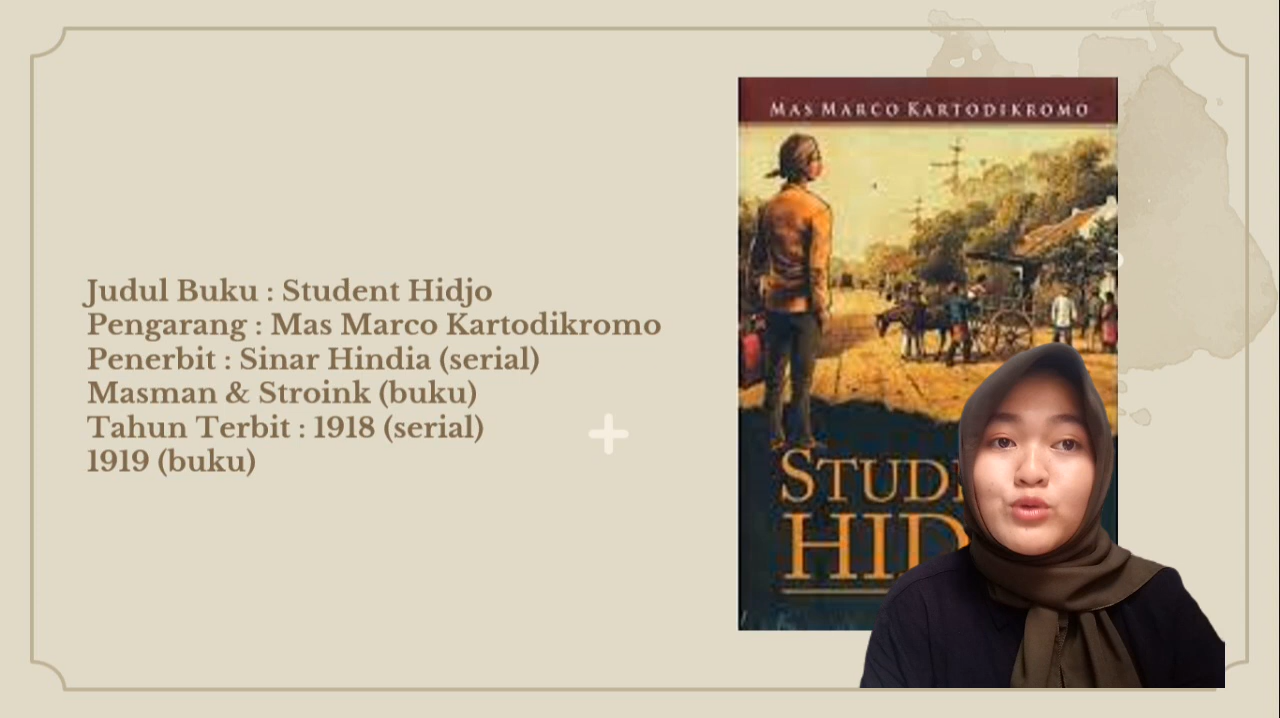 Judul Buku : Student Hidjo
Pengarang : Mas Marco Kartodikromo
Penerbit : Sinar Hindia (serial)
Masman & Stroink (buku)
Tahun Terbit : 1918 (serial)
1919 (buku)
MAS MARCO KARTODIKROMO